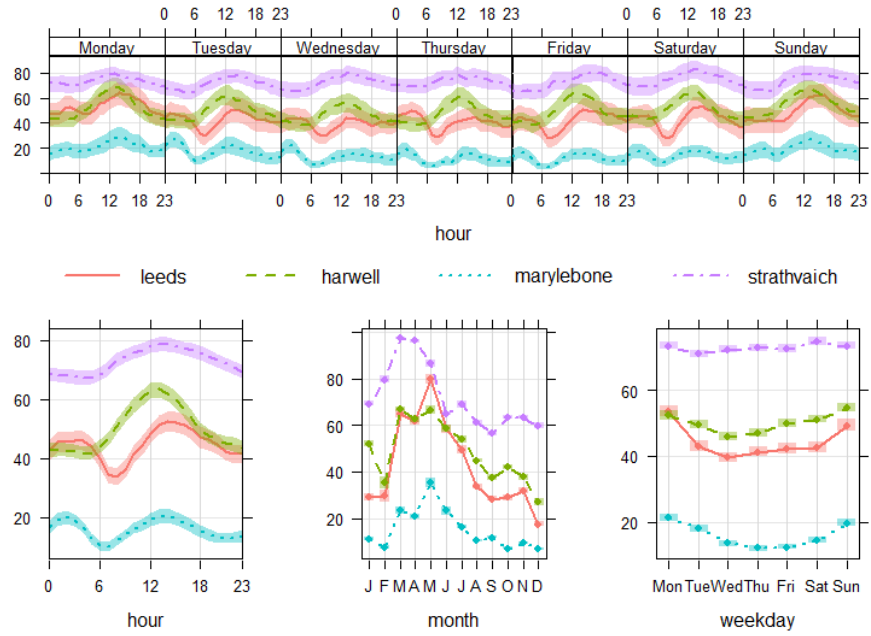 0 6 12 18 23 0 6 12 18 23 0 6 12 18 23
Monday Tuesday Wednesday Thursday Friday Saturday Sunday
80
60
40
20
0 6 12 18 23 0 6 12 18 23 0 6 12 18 23 0 6 12 18 23
hour
leeds harwell marylebone strathvaich
80
60
40
20
0 6 12 18 23
hour
80
60
40
20
J F M A M J J A S O N D
month
60
40
20
Mon Tue Wed Thu Fri Sat Sun
weekday